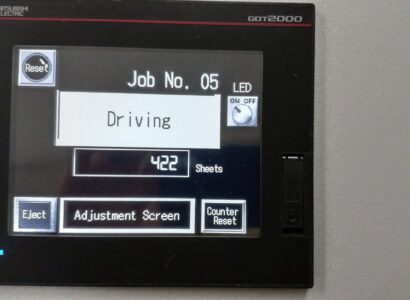 MITSUBISHI
ELECTRIC
GOT2000
Reset
Job No. 05
LED
ON OFF
Driving
422
Sheets
Eject
Adjustment Screen
Counter
Reset